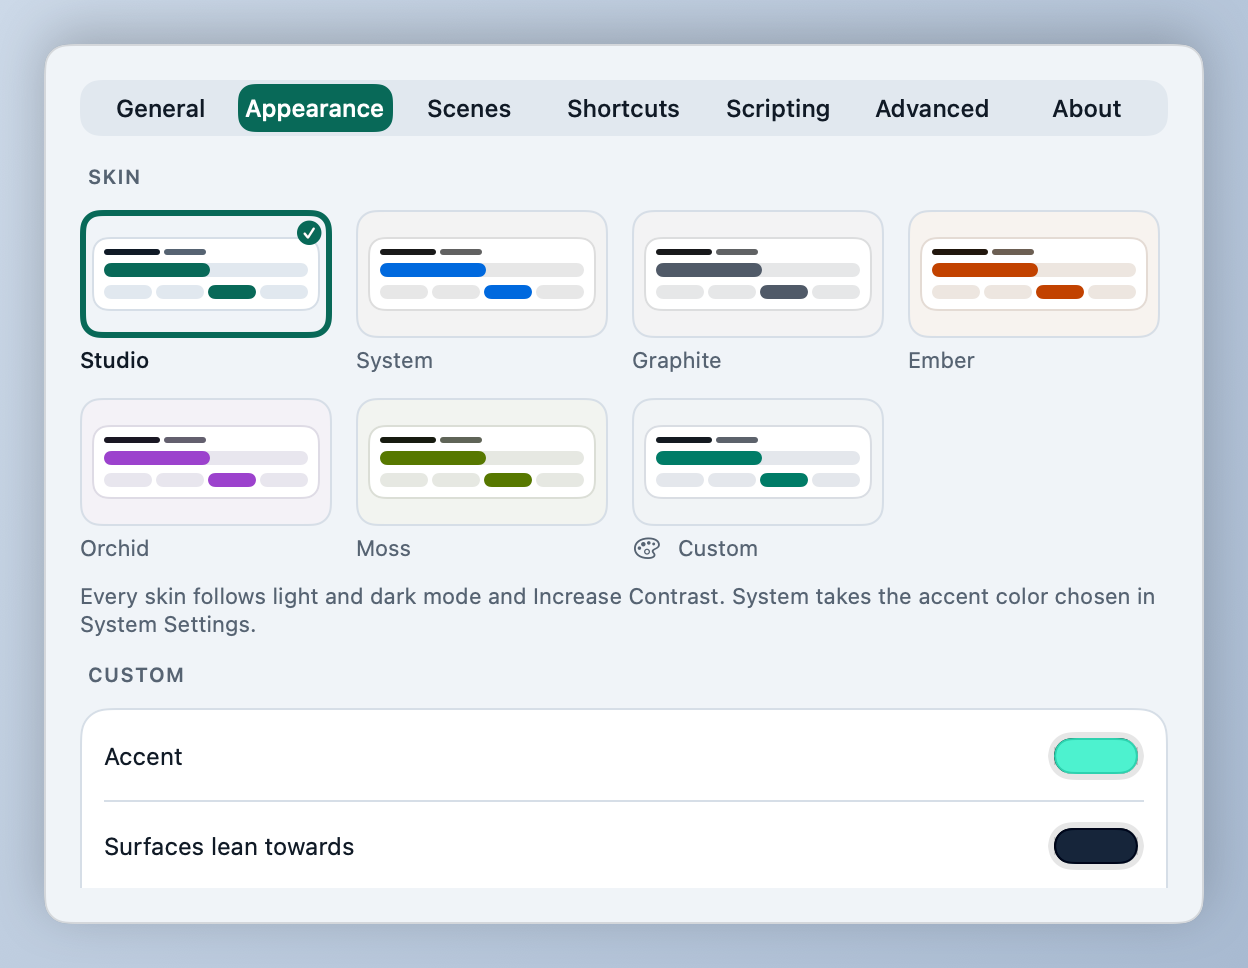 General Appearance Scenes Shortcuts Scripting Advanced About
SKIN
Studio System Graphite Ember
Orchid Moss Custom
Every skin follows light and dark mode and Increase Contrast. System takes the accent color chosen in
System Settings.
CUSTOM
Accent
Surfaces lean towards